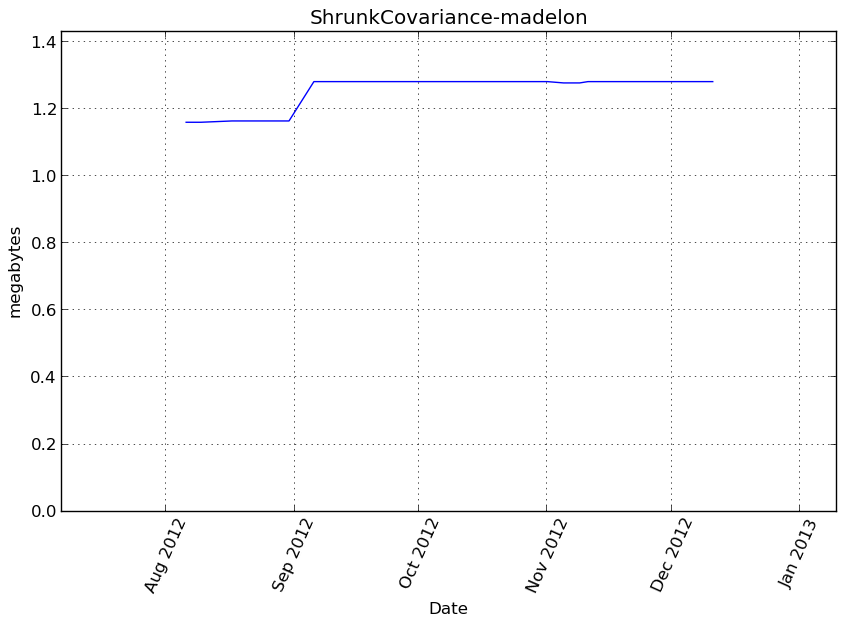 ShrunkCovariance-madelon
1.4
1.2
1.0
0.8
0.6
0.4
0.2
0.0
megabytes
Aug 2012
Sep 2012
Oct 2012
Nov 2012
Dec 2012
Jan 2013
Date